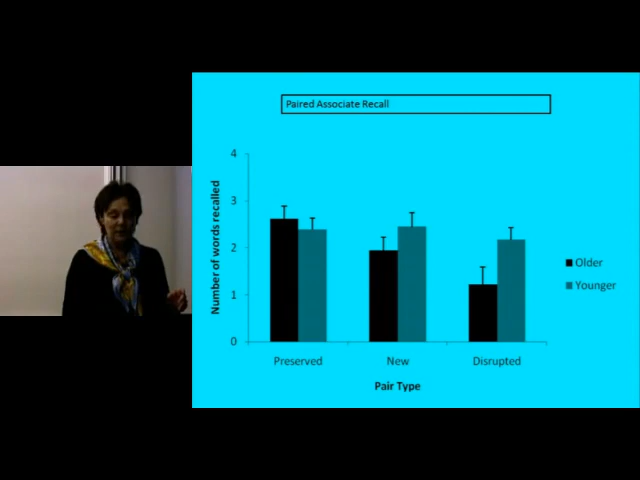 Paired Associate Recall
4
3
2
1
0
Number of words recalled
Preserved
New
Disrupted
Pair Type
Older
Younger